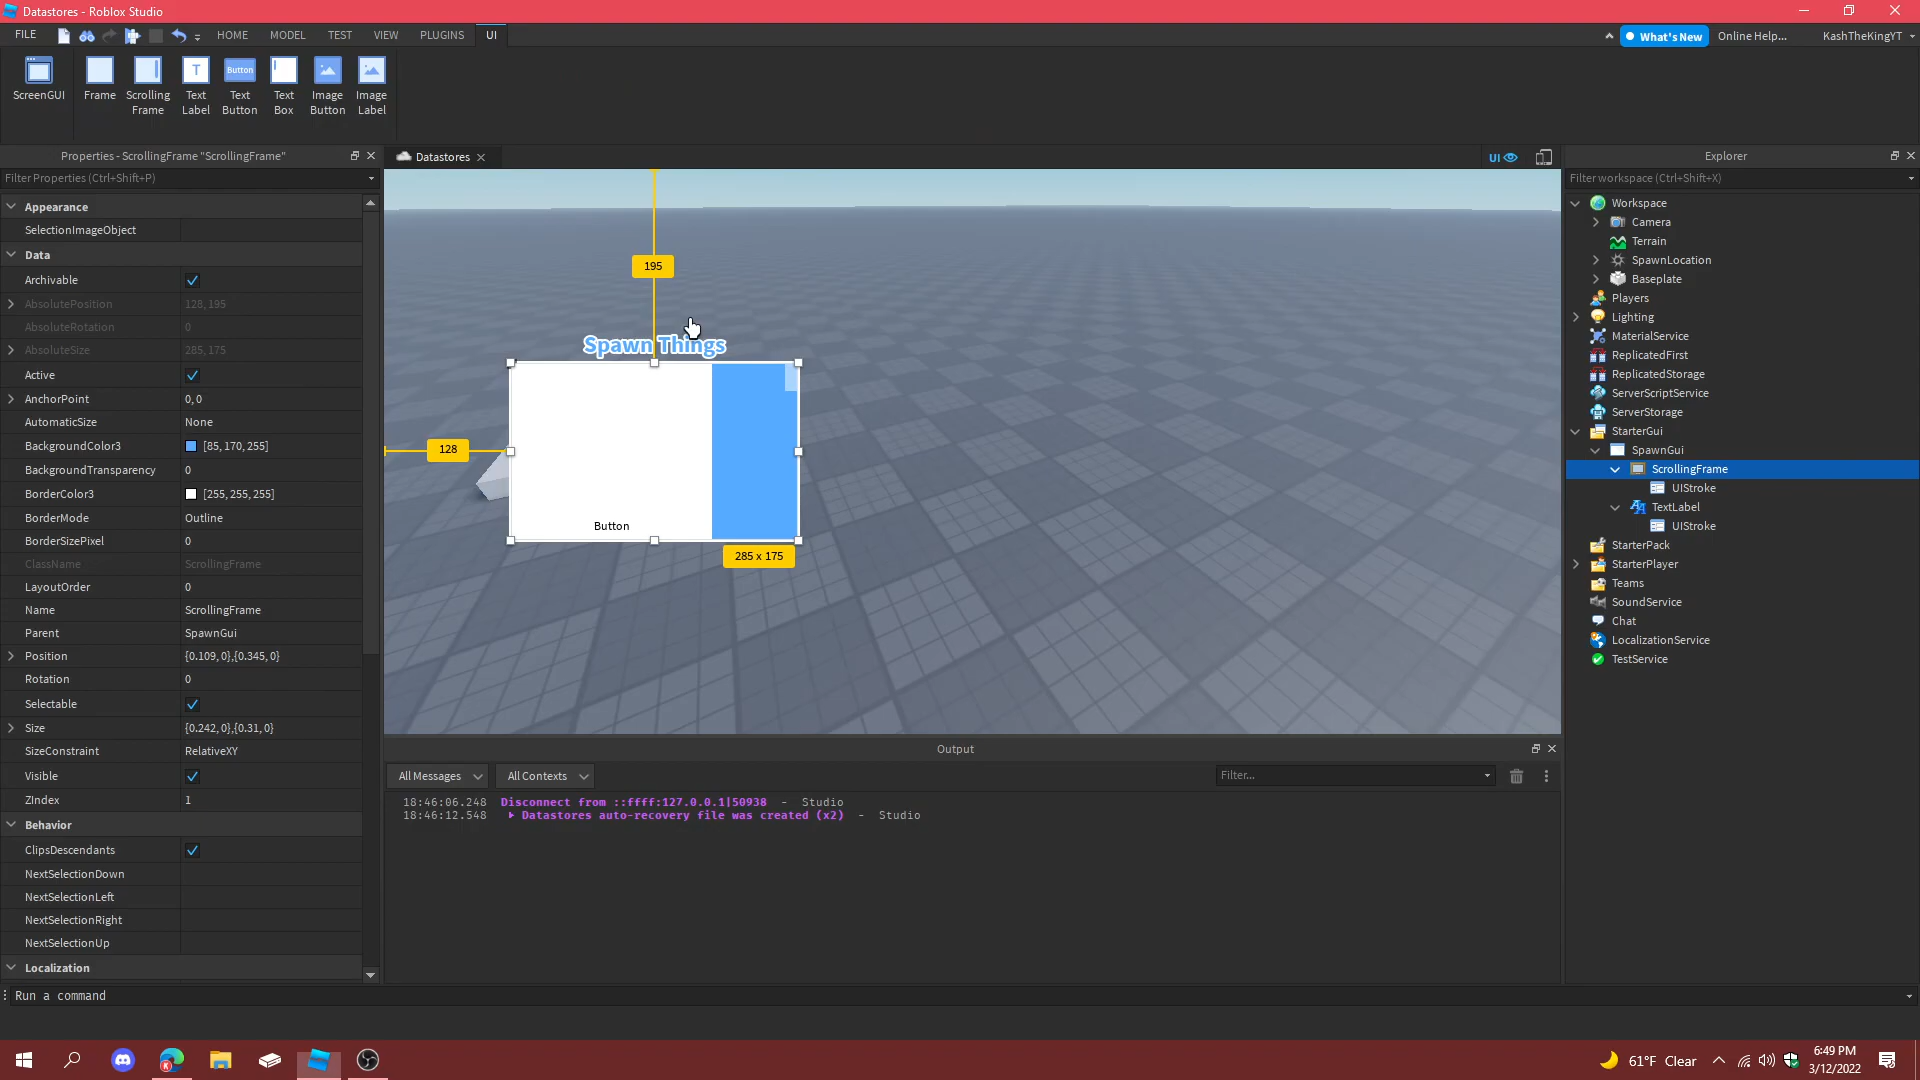 Datastores - Roblox Studio
FILE HOME MODEL TEST VIEW PLUGINS UI What's New Online Help... KashTheKingYT
ScreenGUI Frame Scrolling Frame Text Label Text Button Button Text Box Image Button Image Label
T
Properties - ScrollingFrame "ScrollingFrame"
Filter Properties (Ctrl+Shift+P)
Appearance
SelectionImageObject
Data
Archivable
AbsolutePosition 128, 195
AbsoluteRotation 0
AbsoluteSize 285, 175
Active
AnchorPoint 0, 0
AutomaticSize None
BackgroundColor3 [85, 170, 255]
BackgroundTransparency 0
BorderColor3 [255, 255, 255]
BorderMode Outline
BorderSizePixel 0
ClassName ScrollingFrame
LayoutOrder 0
Name ScrollingFrame
Parent SpawnGui
Position {0.109, 0},{0.345, 0}
Rotation 0
Selectable
Size {0.242, 0},{0.31, 0}
SizeConstraint RelativeXY
Visible
ZIndex 1
Behavior
ClipsDescendants
NextSelectionDown
NextSelectionLeft
NextSelectionRight
NextSelectionUp
Localization
Datastores
UI
195
Spawn Things
128
Button
285 x 175
Output
All Messages All Contexts Filter...
18:46:06.248 Disconnect from ::ffff:127.0.0.1|50938 - Studio
18:46:12.548 Datastores auto-recovery file was created (x2) - Studio
Explorer
Filter workspace (Ctrl+Shift+X)
Workspace
Camera
Terrain
SpawnLocation
Baseplate
Players
Lighting
MaterialService
ReplicatedFirst
ReplicatedStorage
ServerScriptService
ServerStorage
StarterGui
SpawnGui
ScrollingFrame
UIStroke
TextLabel
UIStroke
StarterPack
StarterPlayer
Teams
SoundService
Chat
LocalizationService
TestService
Run a command
61°F Clear
6:49 PM
3/12/2022